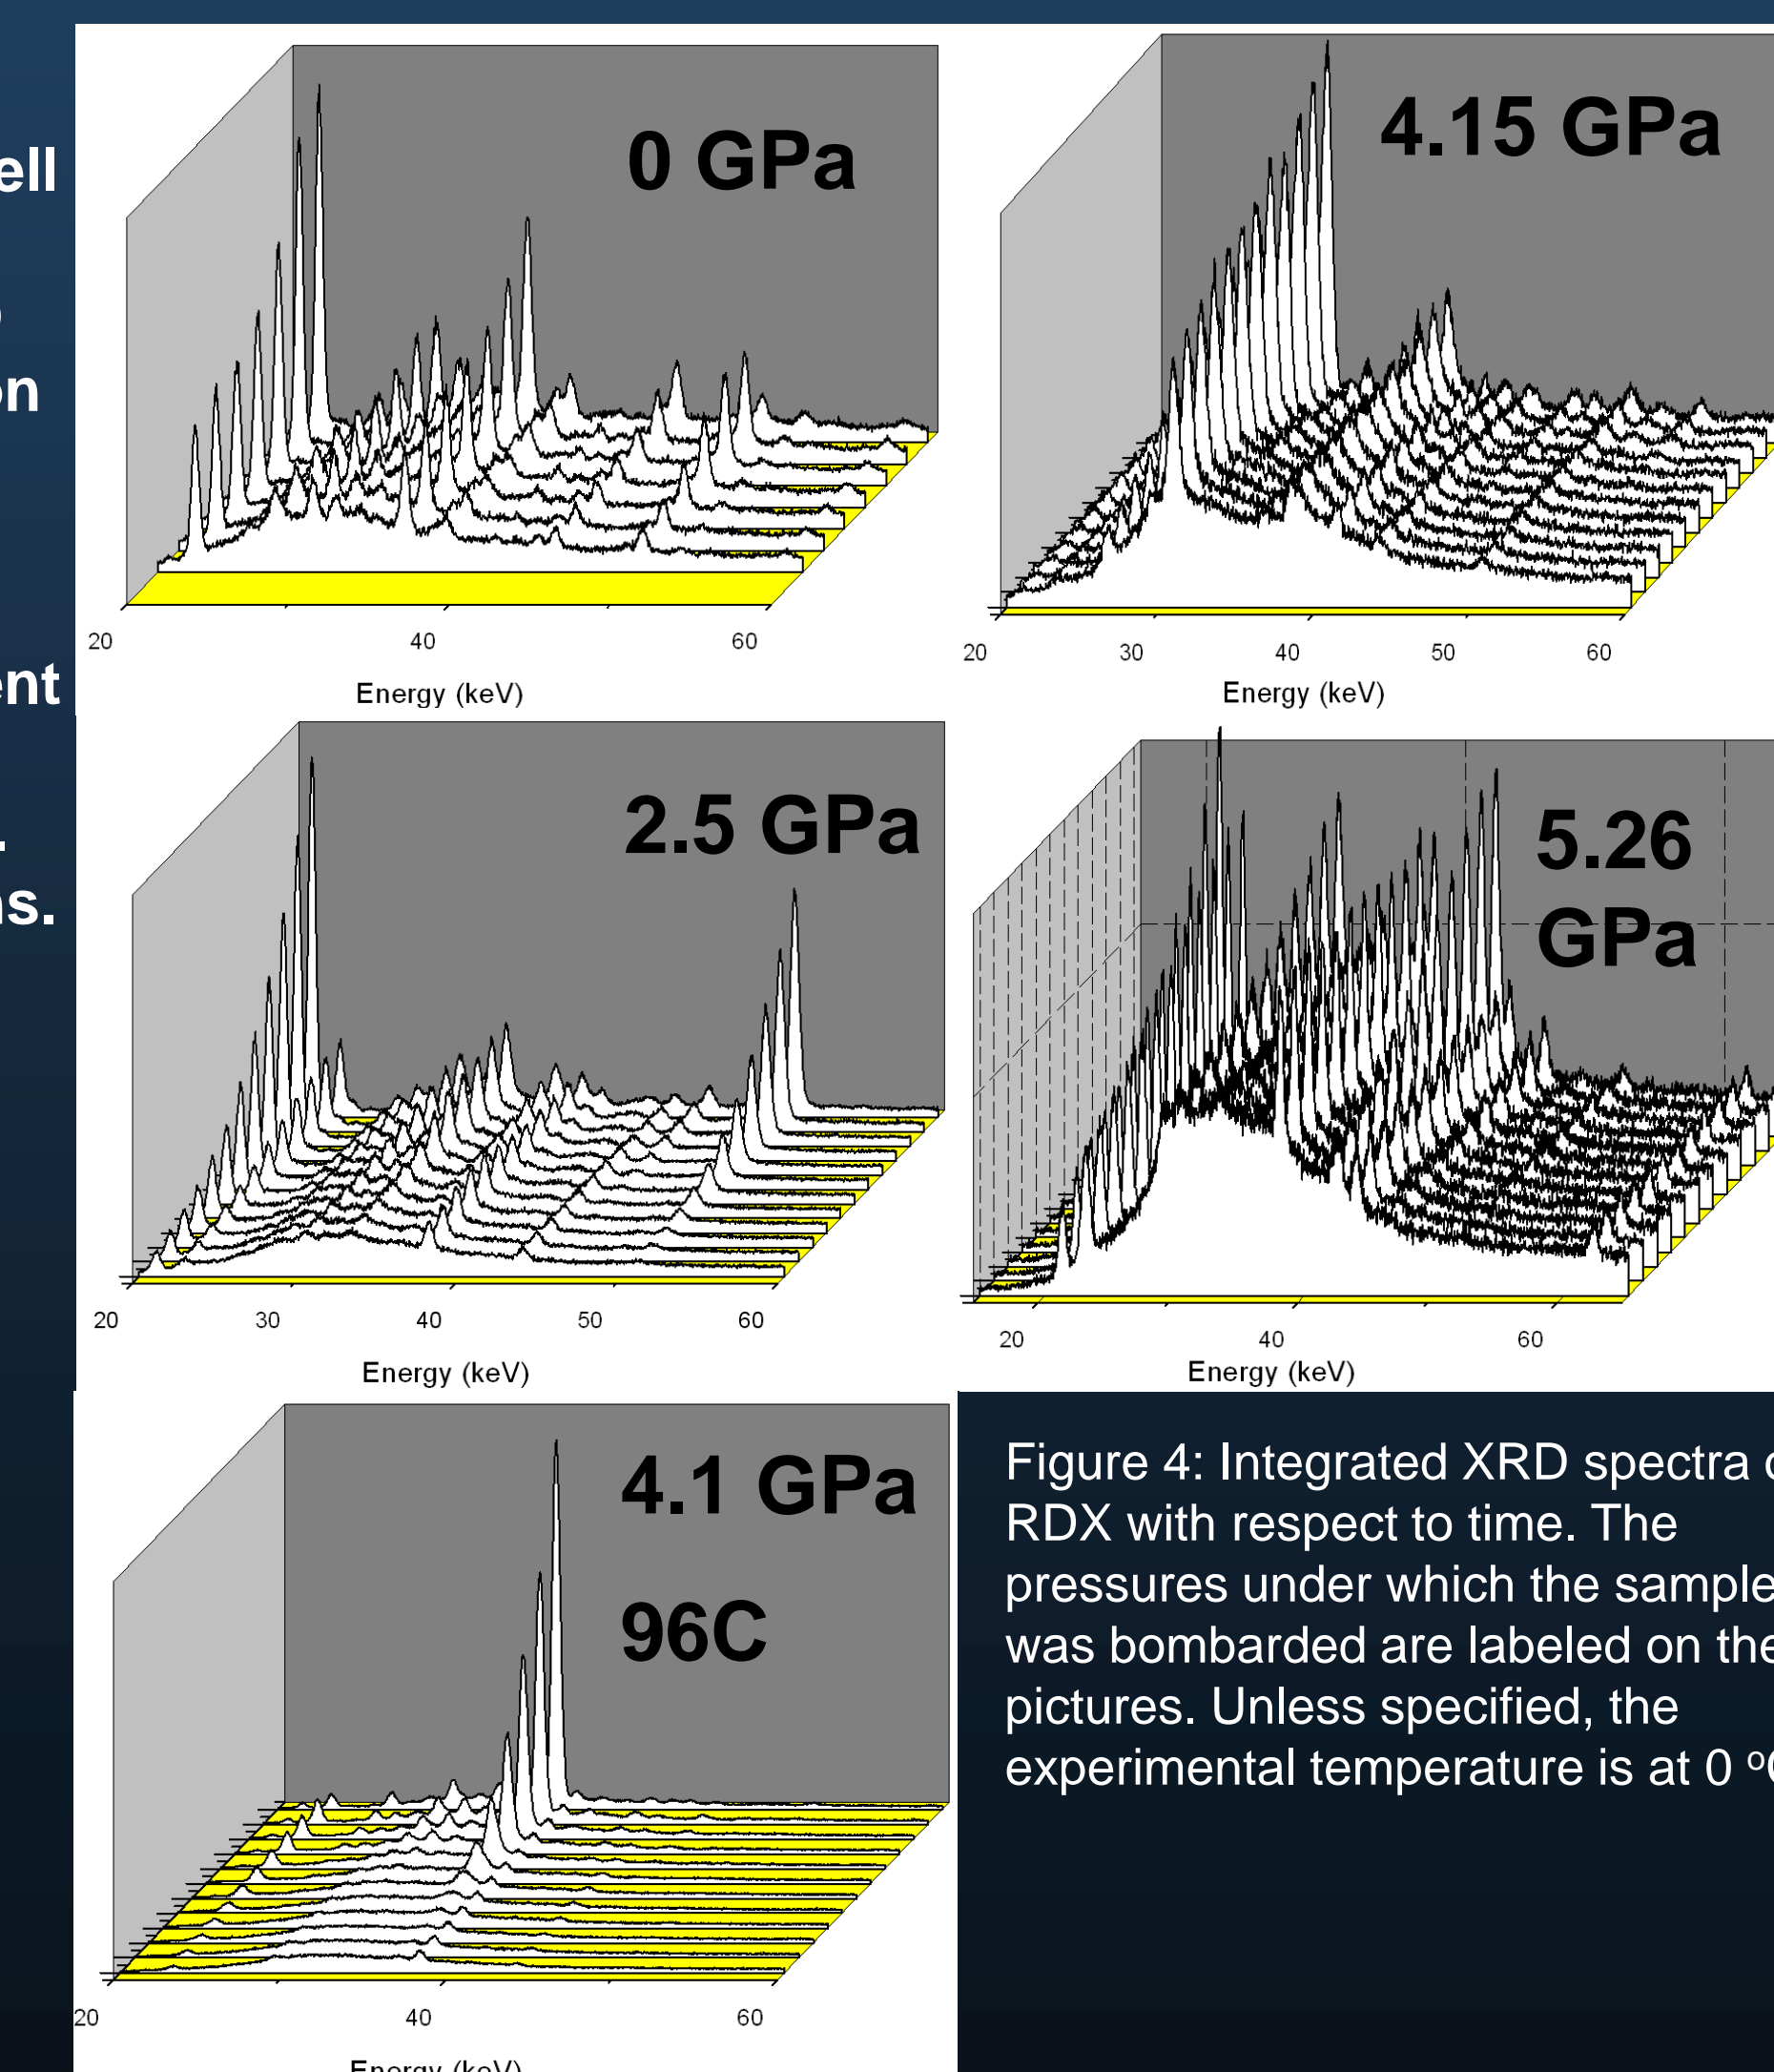 0 GPa
20 40 60
Energy (keV)
4.15 GPa
20 30 40 50 60
Energy (keV)
2.5 GPa
20 30 40 50 60
Energy (keV)
5.26
GPa
20 40 60
Energy (keV)
4.1 GPa
96C
20 40 60
Energy (keV)
Figure 4: Integrated XRD spectra
RDX with respect to time. The
pressures under which the sample
was bombarded are labeled on the
pictures. Unless specified, the
experimental temperature is at 0 º